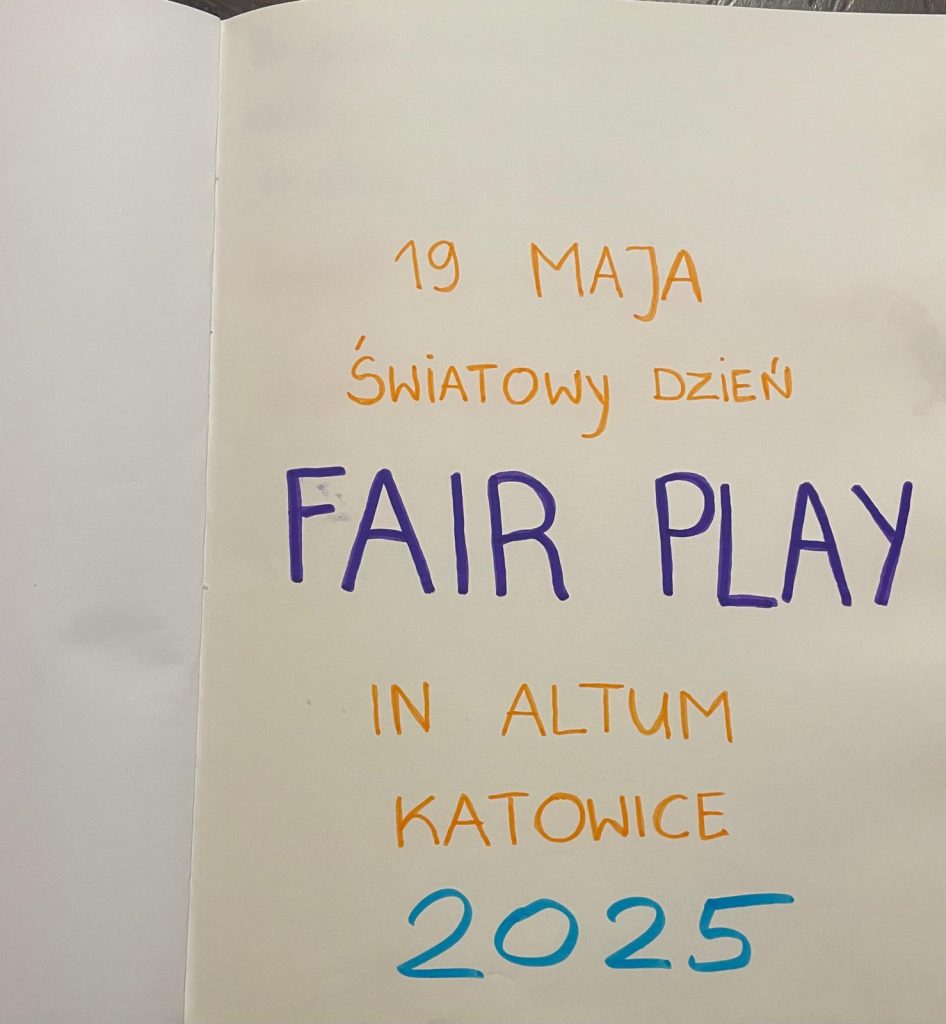 19 MAJA
ŚWIATOWY DZIEŃ
FAIR PLAY
IN ALTUM
KATOWICE
2025